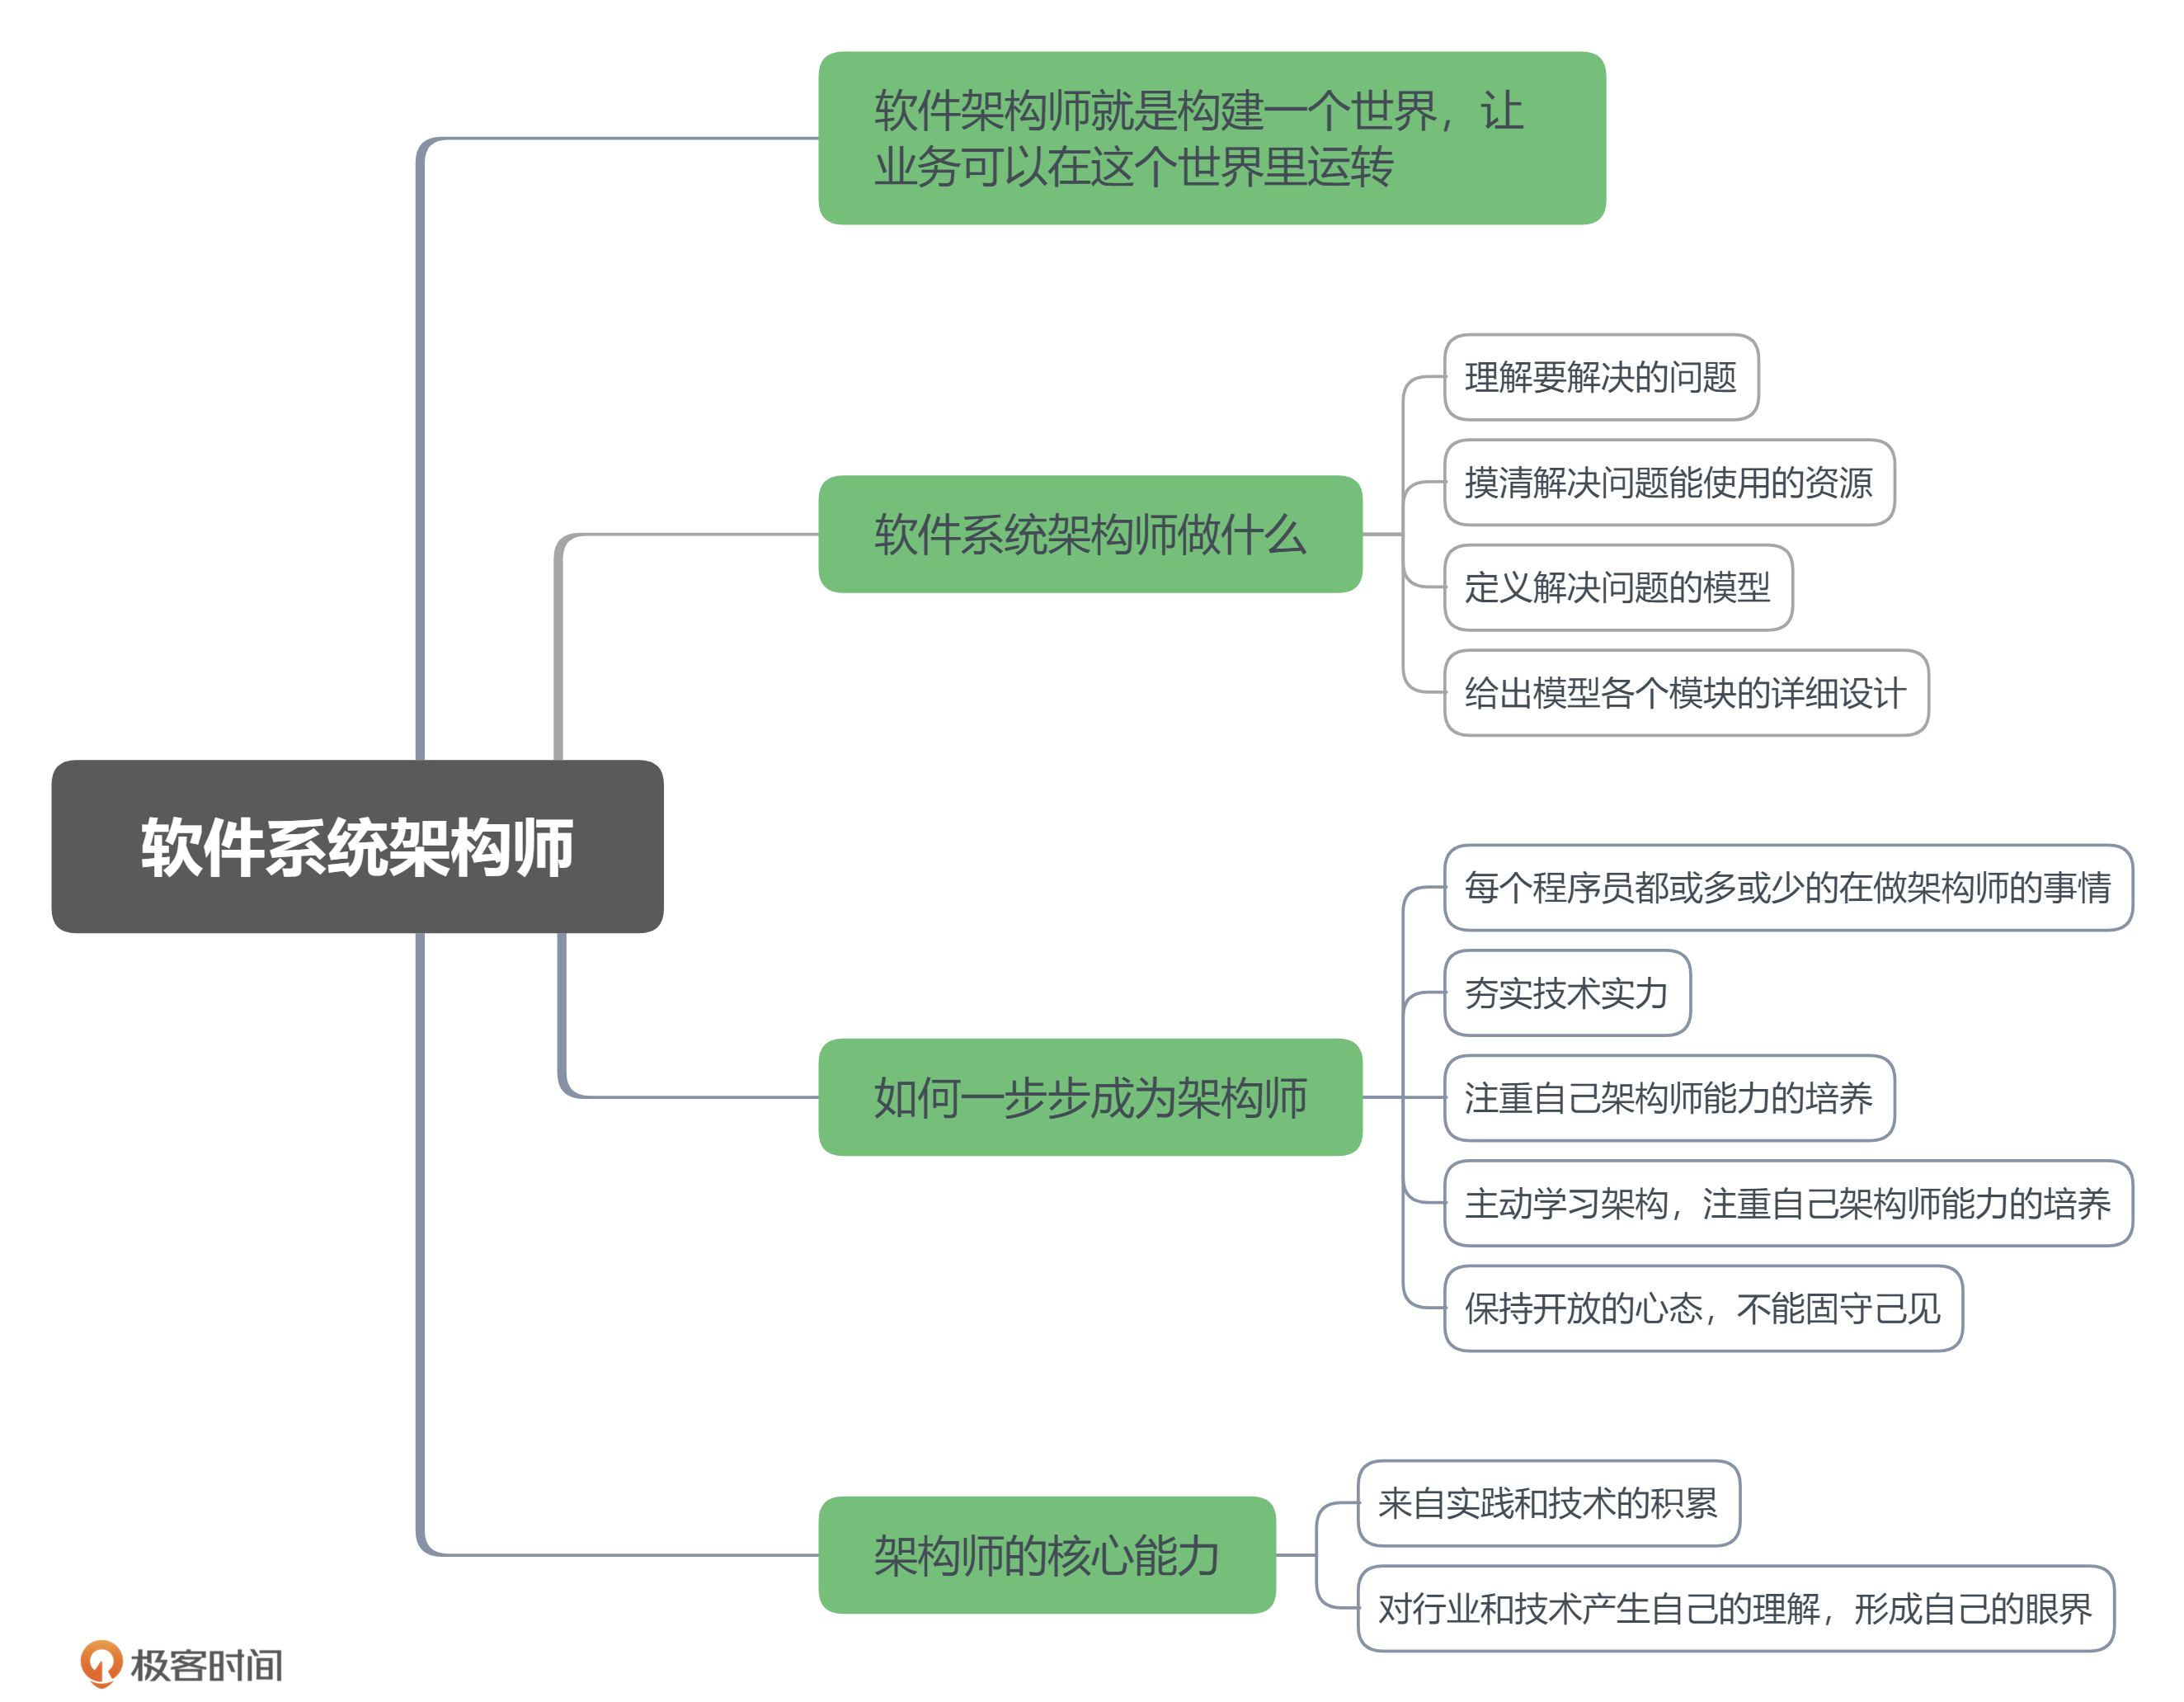 软件架构师就是构建一个世界，让
业务可以在这个世界里运转
理解要解决的问题
摸清解决问题能使用的资源
软件系统架构师做什么
定义解决问题的模型
给出模型各个模块的详细设计
软件系统架构师
每个程序员都或多或少的在做架构师的事情
夯实技术实力
如何一步步成为架构师
注重自己架构师能力的培养
主动学习架构，注重自己架构师能力的培养
保持开放的心态，不能固守己见
架构师的核心能力
来自实践和技术的积累
对行业和技术产生自己的理解，形成自己的眼界
极客时间